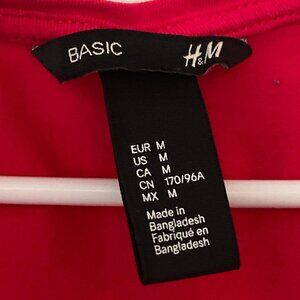 BASIC H&M
EUR M
US M
CA M
CN 170/96A
MX M
Made in
Bangladesh
Fabriqué en
Bangladesh